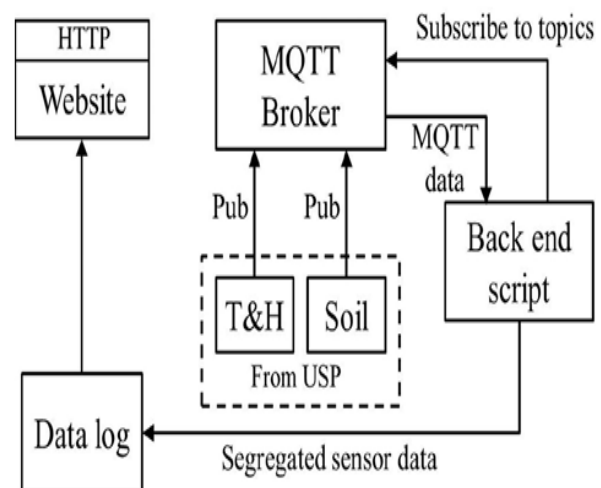 HTTP
Website
MQTT
Broker
Subscribe to topics
MQTT
data
Pub
Pub
Back end
script
T&H
Soil
From USP
Data log
Segregated sensor data